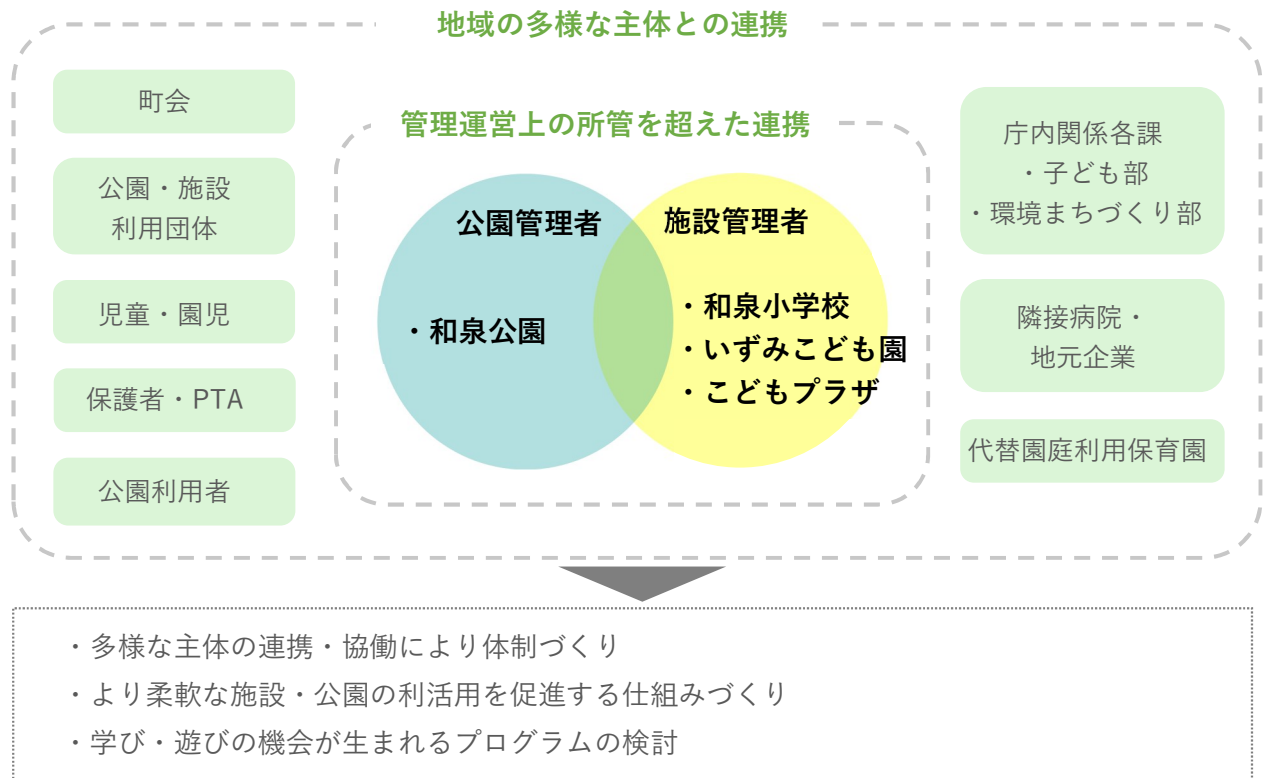 地域の多様な主体との連携
町会
公園・施設
利用団体
児童・園児
保護者・PTA
公園利用者
管理運営上の所管を超えた連携
公園管理者
・和泉公園
施設管理者
・和泉小学校
・いずみこども園
・こどもプラザ
庁内関係各課
・子ども部
・環境まちづくり部
隣接病院・
地元企業
代替園庭利用保育園
・多様な主体の連携・協働により体制づくり
・より柔軟な施設・公園の利活用を促進する仕組みづくり
・学び・遊びの機会が生まれるプログラムの検討